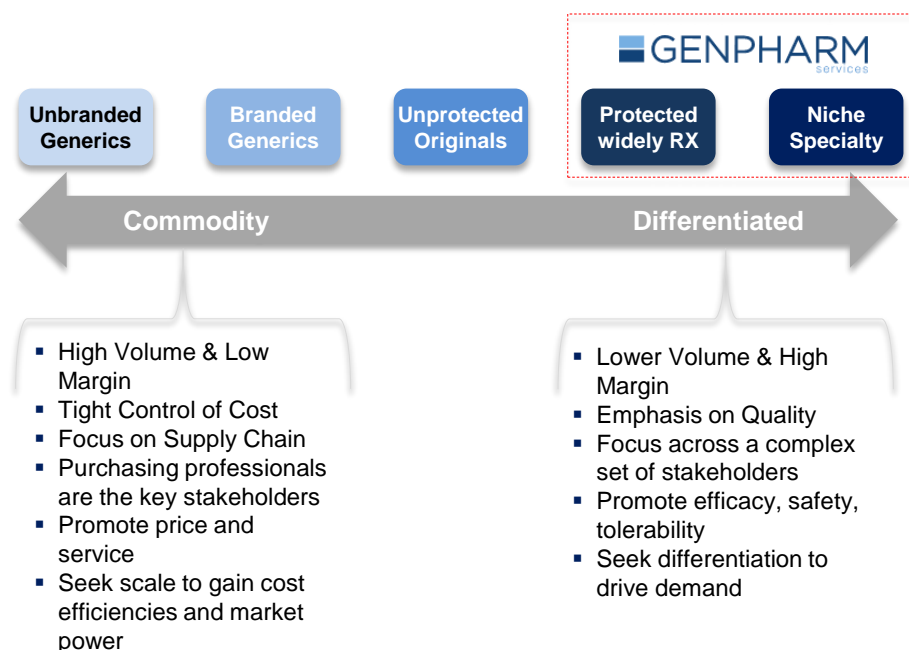 GENPHARM
services
Unbranded
Generics
Branded
Generics
Unprotected
Originals
Protected
widely RX
Niche
Specialty
Commodity
Differentiated
▪ High Volume & Low
Margin
▪ Tight Control of Cost
▪ Focus on Supply Chain
▪ Purchasing professionals
are the key stakeholders
▪ Promote price and
service
▪ Seek scale to gain cost
efficiencies and market
power
▪ Lower Volume & High
Margin
▪ Emphasis on Quality
▪ Focus across a complex
set of stakeholders
▪ Promote efficacy, safety,
tolerability
▪ Seek differentiation to
drive demand